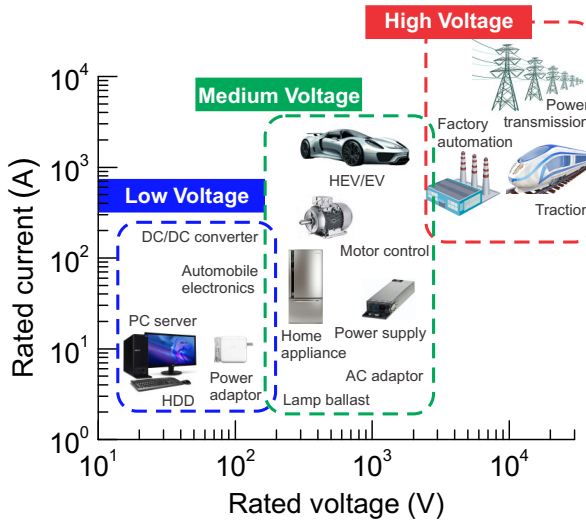 High Voltage
Medium Voltage
Low Voltage
Power
transmission
Factory
automation
Traction
HEV/EV
Motor control
DC/DC converter
Automobile
electronics
PC server
HDD
Power
adaptor
Home
appliance
Power supply
AC adaptor
Lamp ballast
Rated current (A)
10⁴
10³
10²
10¹
10⁰
10¹
10²
10³
10⁴
Rated voltage (V)